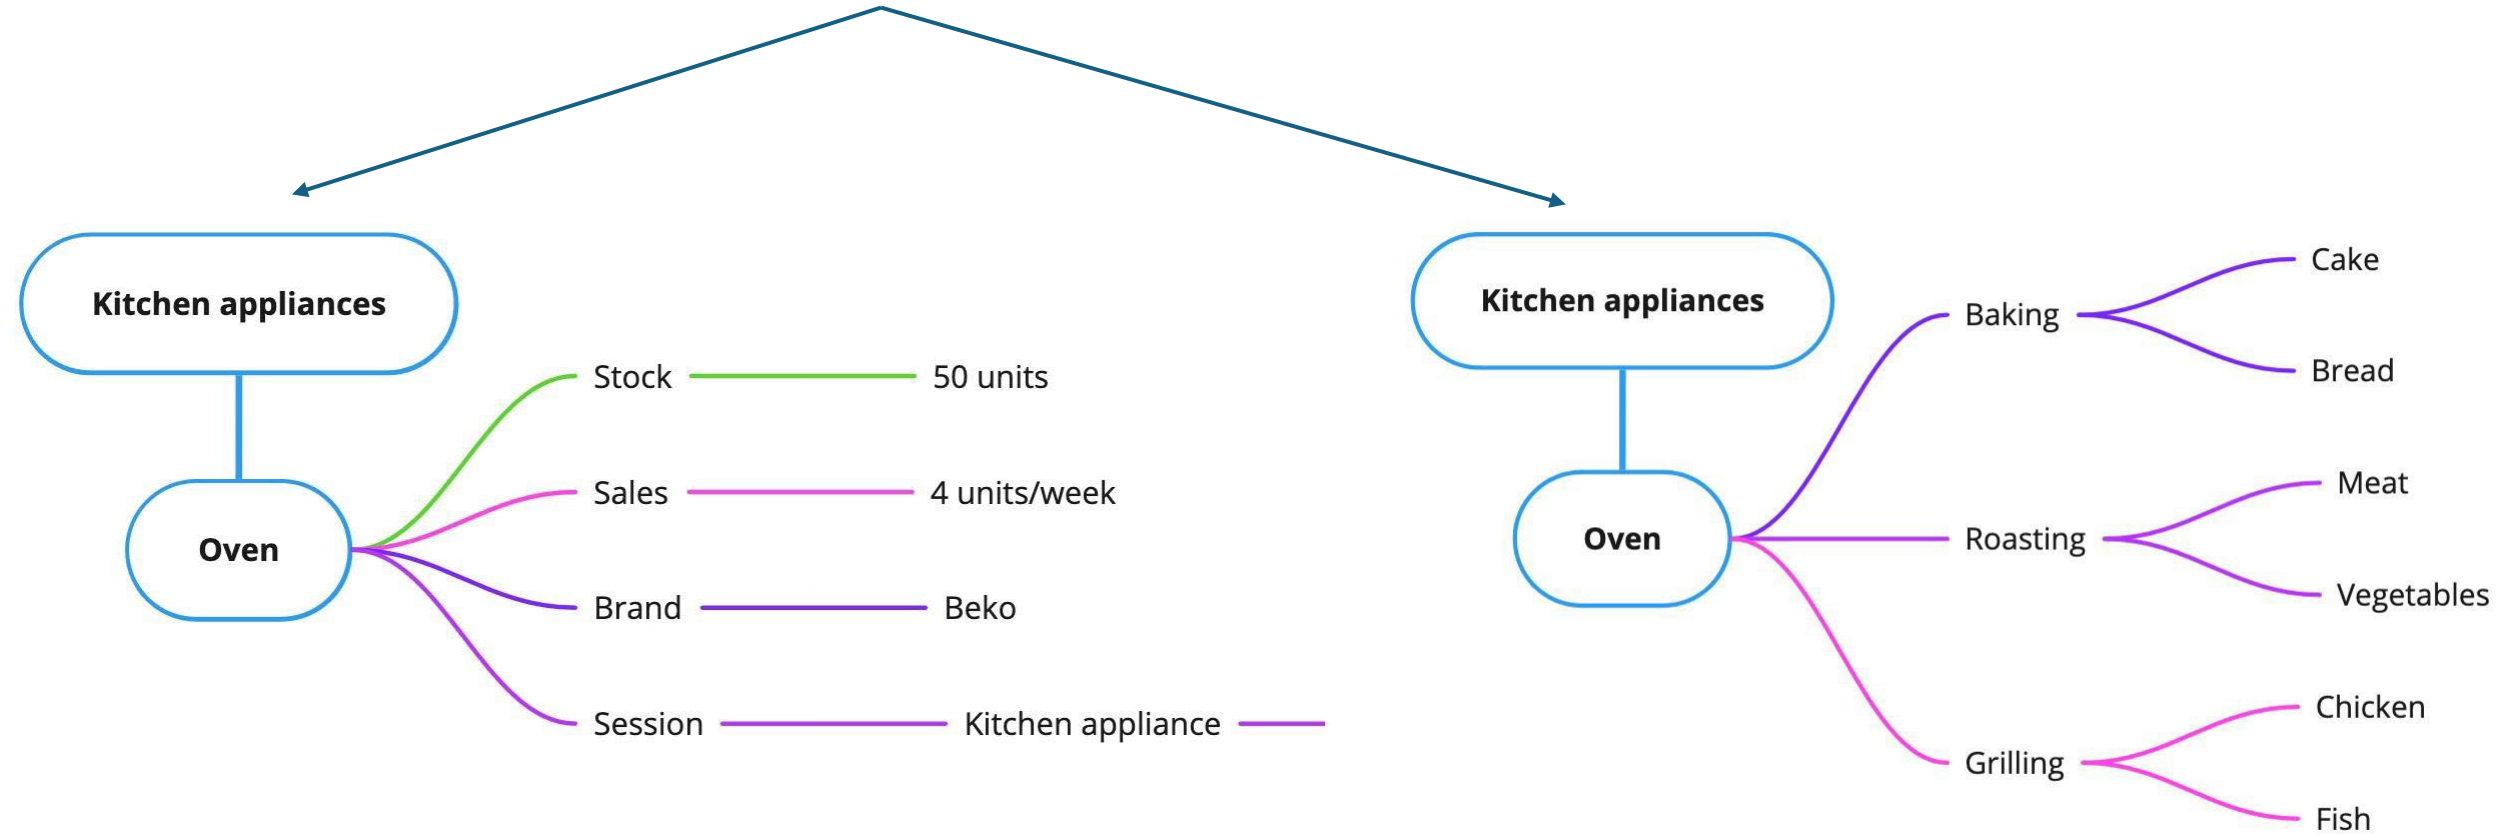 Kitchen appliances
Oven
Stock
50 units
Sales
4 units/week
Brand
Beko
Session
Kitchen appliance
Kitchen appliances
Oven
Baking
Cake
Bread
Roasting
Meat
Vegetables
Grilling
Chicken
Fish